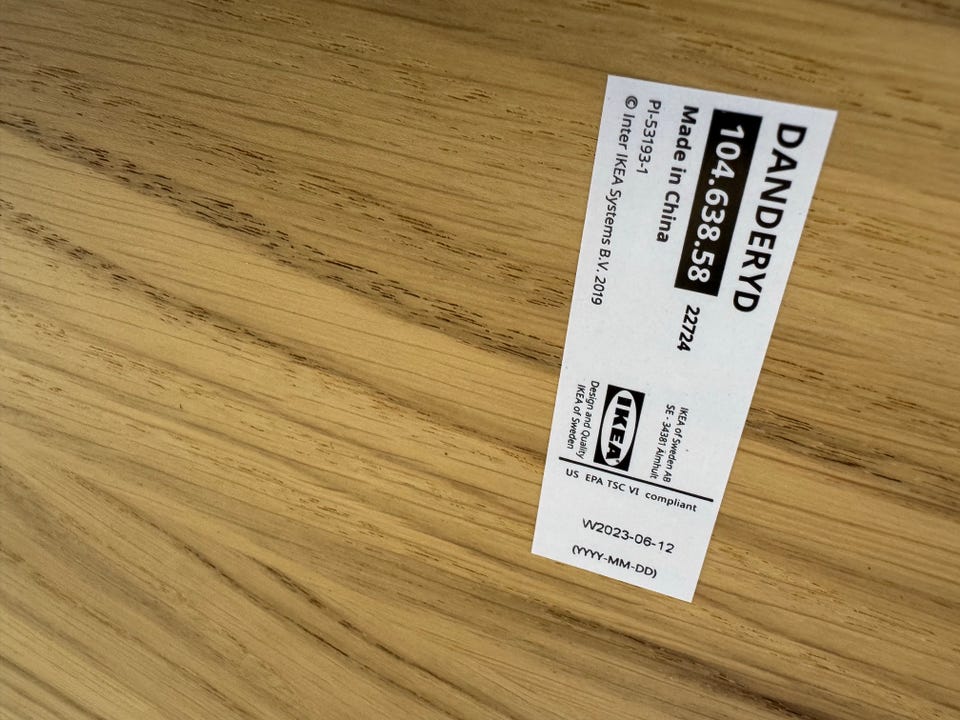 DANDERYD
104.638.58 22724
Made in China
PI-53193-1
© Inter IKEA Systems B.V. 2019
IKEA of Sweden AB
SE - 34381 Älmhult
IKEA
Design and Quality
IKEA of Sweden
US EPA TSC VI compliant
W2023-06-12
(YYYY-MM-DD)